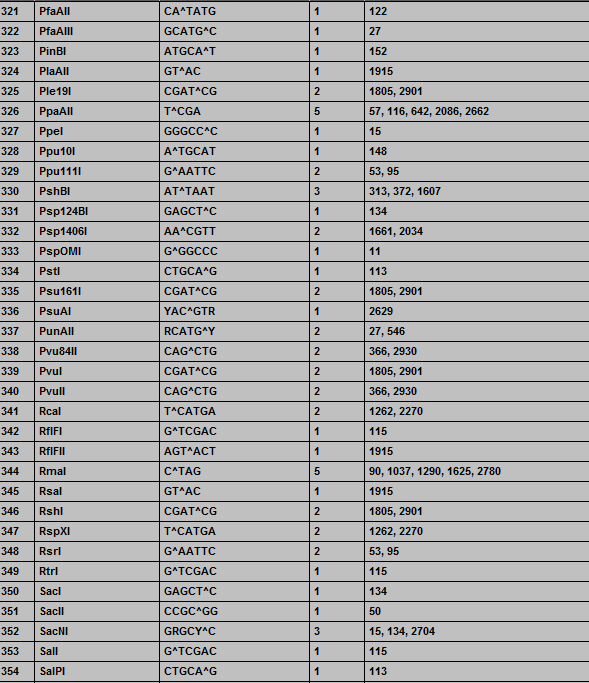 321 PfaAII CA^TATG 1 122
322 PfaAIII GCATG^C 1 27
323 PinBI ATGCA^T 1 152
324 PlaAII GT^AC 1 1915
325 Ple19I CGAT^CG 2 1805, 2901
326 PpaAII T^CGA 5 57, 116, 642, 2086, 2662
327 PpeI GGGCC^C 1 15
328 Ppu10I A^TGCAT 1 148
329 Ppu111I G^AATTC 2 53, 95
330 PshBI AT^TAAT 3 313, 372, 1607
331 Psp124BI GAGCT^C 1 134
332 Psp1406I AA^CGTT 2 1661, 2034
333 PspOMI G^GGCCC 1 11
334 PstI CTGCA^G 1 113
335 Psu161I CGAT^CG 2 1805, 2901
336 PsuAI YAC^GTR 1 2629
337 PunAII RCATG^Y 2 27, 546
338 Pvu84II CAG^CTG 2 366, 2930
339 PvuI CGAT^CG 2 1805, 2901
340 PvuII CAG^CTG 2 366, 2930
341 RcaI T^CATGA 2 1262, 2270
342 RflFI G^TCGAC 1 115
343 RflFII AGT^ACT 1 1915
344 RmaI C^TAG 5 90, 1037, 1290, 1625, 2780
345 RsaI GT^AC 1 1915
346 RshI CGAT^CG 2 1805, 2901
347 RspXI T^CATGA 2 1262, 2270
348 RsrI G^AATTC 2 53, 95
349 RtrI G^TCGAC 1 115
350 SacI GAGCT^C 1 134
351 SacII CCGC^GG 1 50
352 SacNI GRGCY^C 3 15, 134, 2704
353 SalI G^TCGAC 1 115
354 SalPI CTGCA^G 1 113